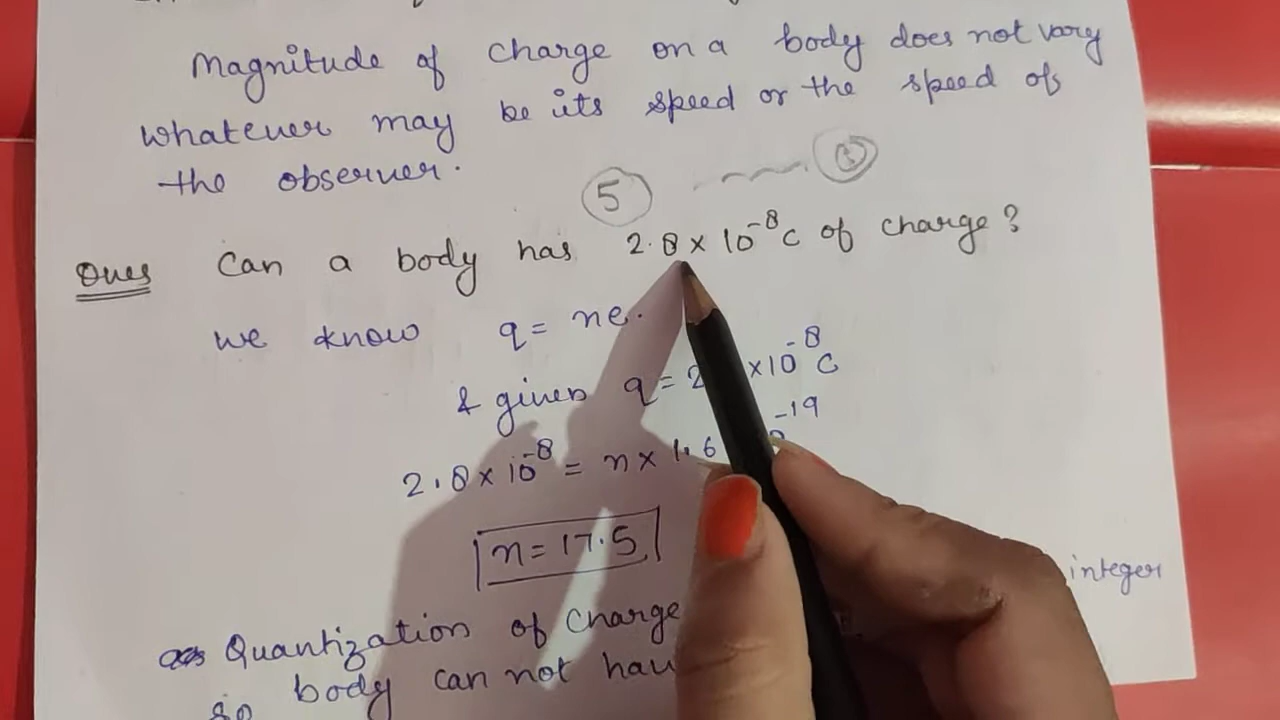 Magnitude of charge on a body does not vary
whatever may be its speed or the speed of
the observer.
5
Ques Can a body has 2.8 × 10⁻⁸ C of charge?
we know q = ne.
& given q = 2 × 10⁻⁸ C
2.8 × 10⁻⁸ = n × 1.6 ⁻¹⁹
n = 17.5
integer
Quantization of Charge
so body can not